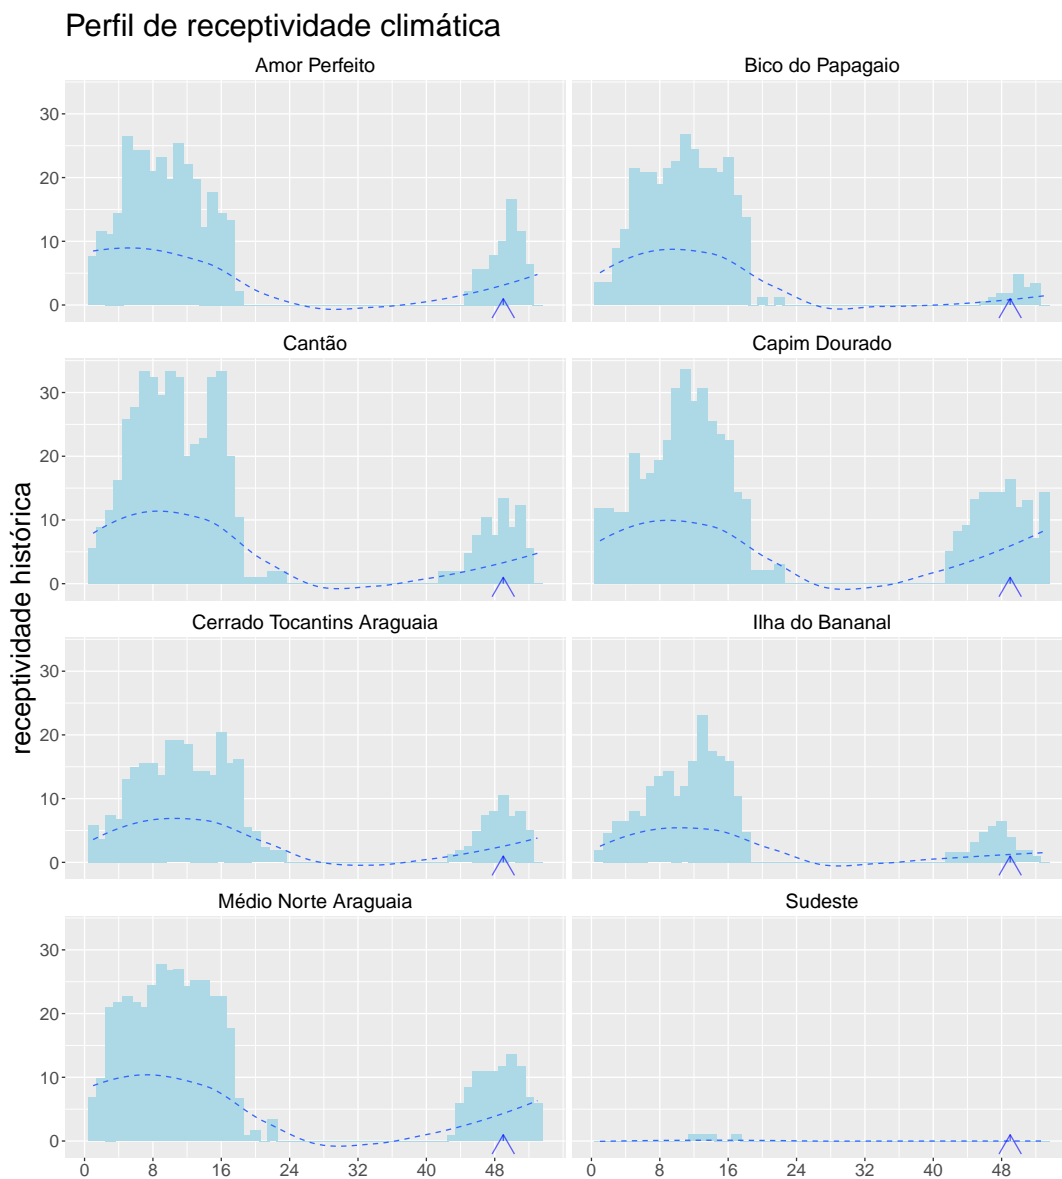 Perfil de receptividade climática
Amor Perfeito
Bico do Papagaio
30
20
10
0
Cantão
Capim Dourado
30
20
10
0
receptividade histórica
Cerrado Tocantins Araguaia
Ilha do Bananal
30
20
10
0
Médio Norte Araguaia
Sudeste
30
20
10
0
0 8 16 24 32 40 48
0 8 16 24 32 40 48